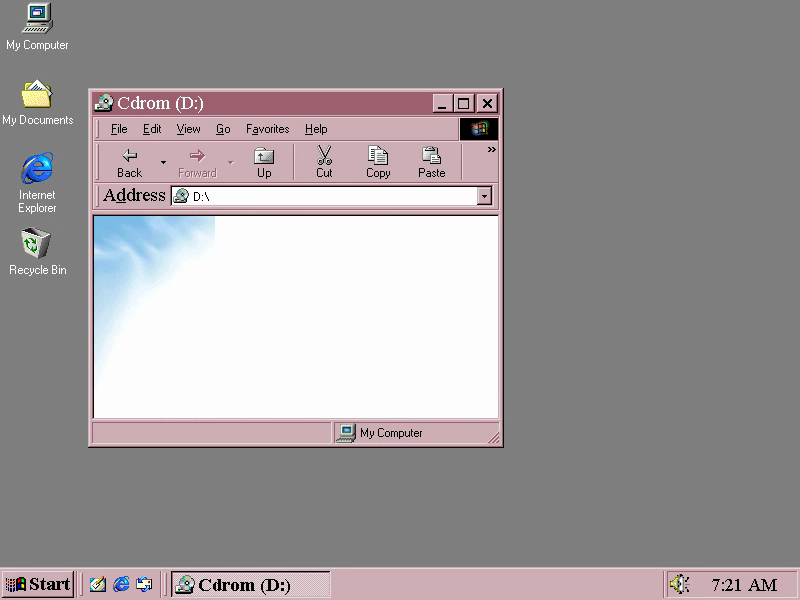 My Computer
My Documents
Internet
Explorer
Recycle Bin
Cdrom (D:)
File Edit View Go Favorites Help
Back Forward Up Cut Copy Paste »
Address D:\
My Computer
Start Cdrom (D:) 7:21 AM